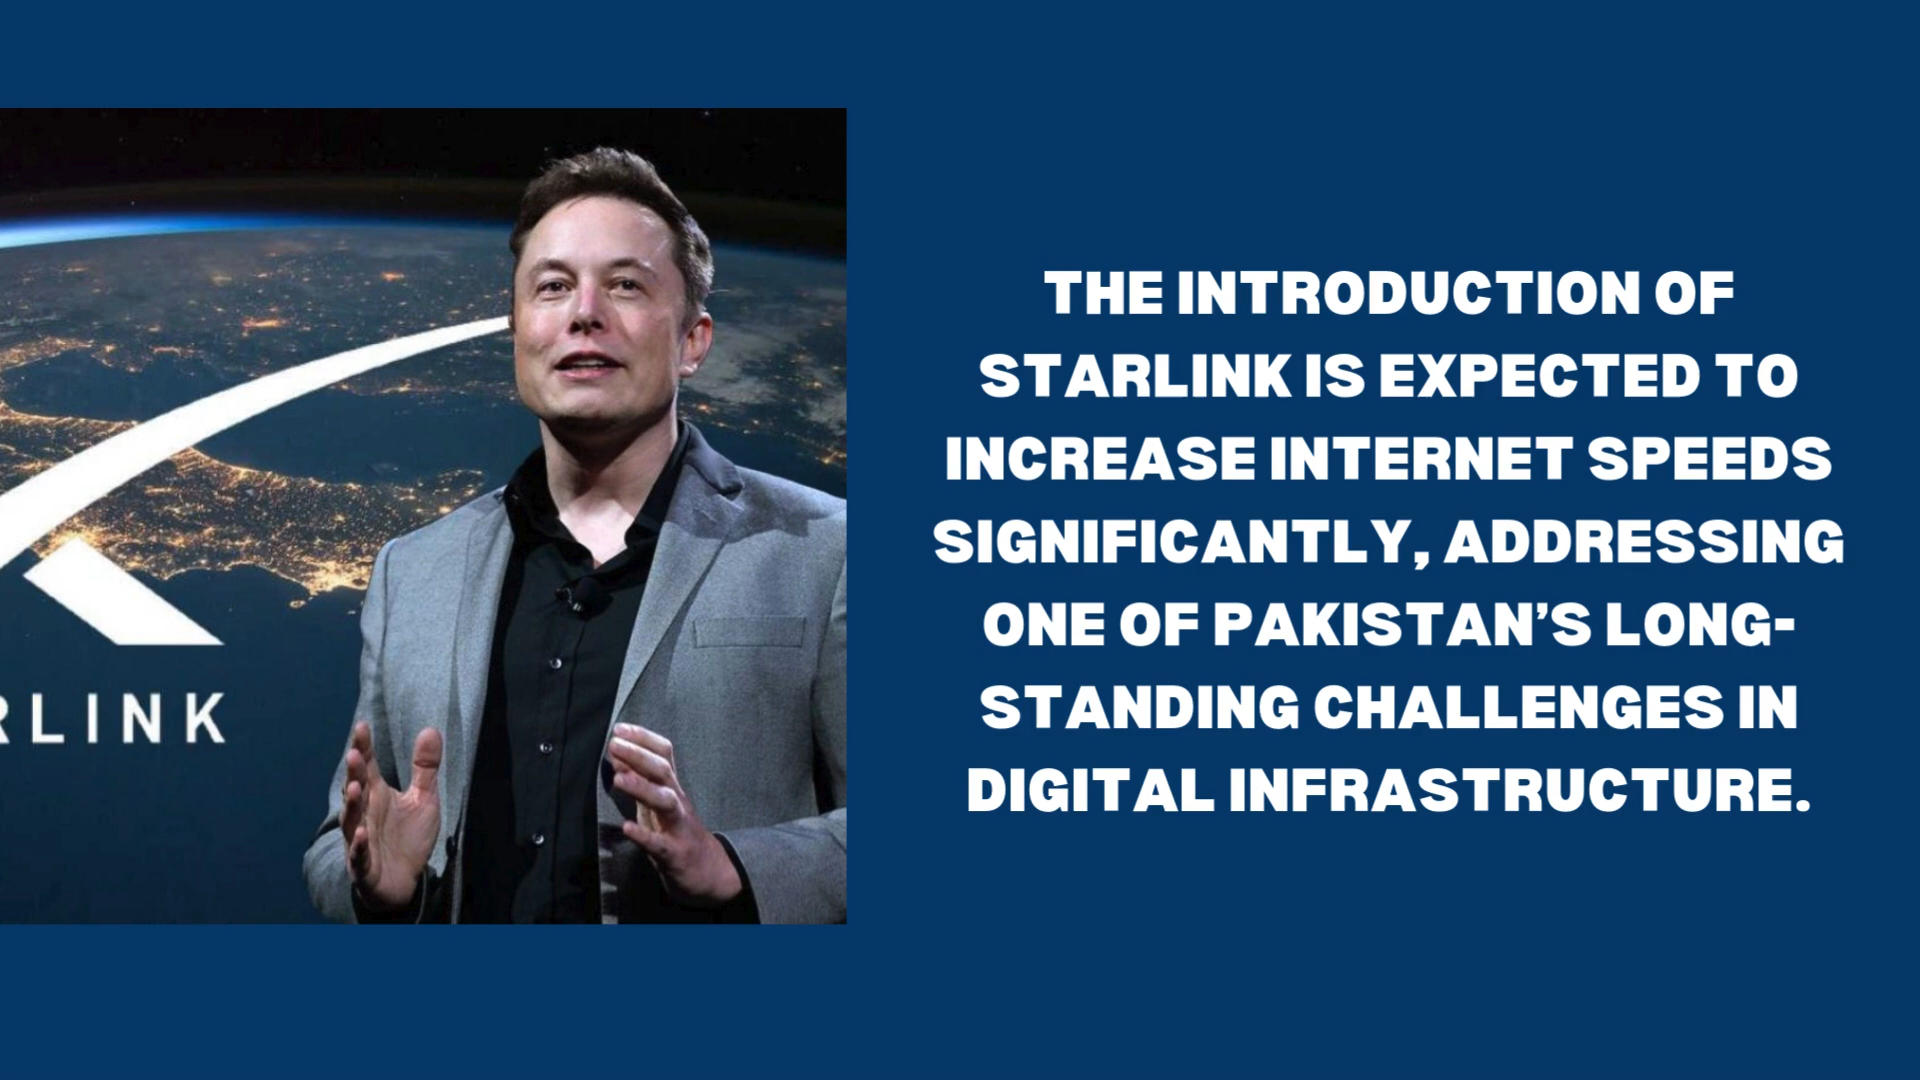 RLINK
THE INTRODUCTION OF
STARLINK IS EXPECTED TO
INCREASE INTERNET SPEEDS
SIGNIFICANTLY, ADDRESSING
ONE OF PAKISTAN'S LONG-
STANDING CHALLENGES IN
DIGITAL INFRASTRUCTURE.